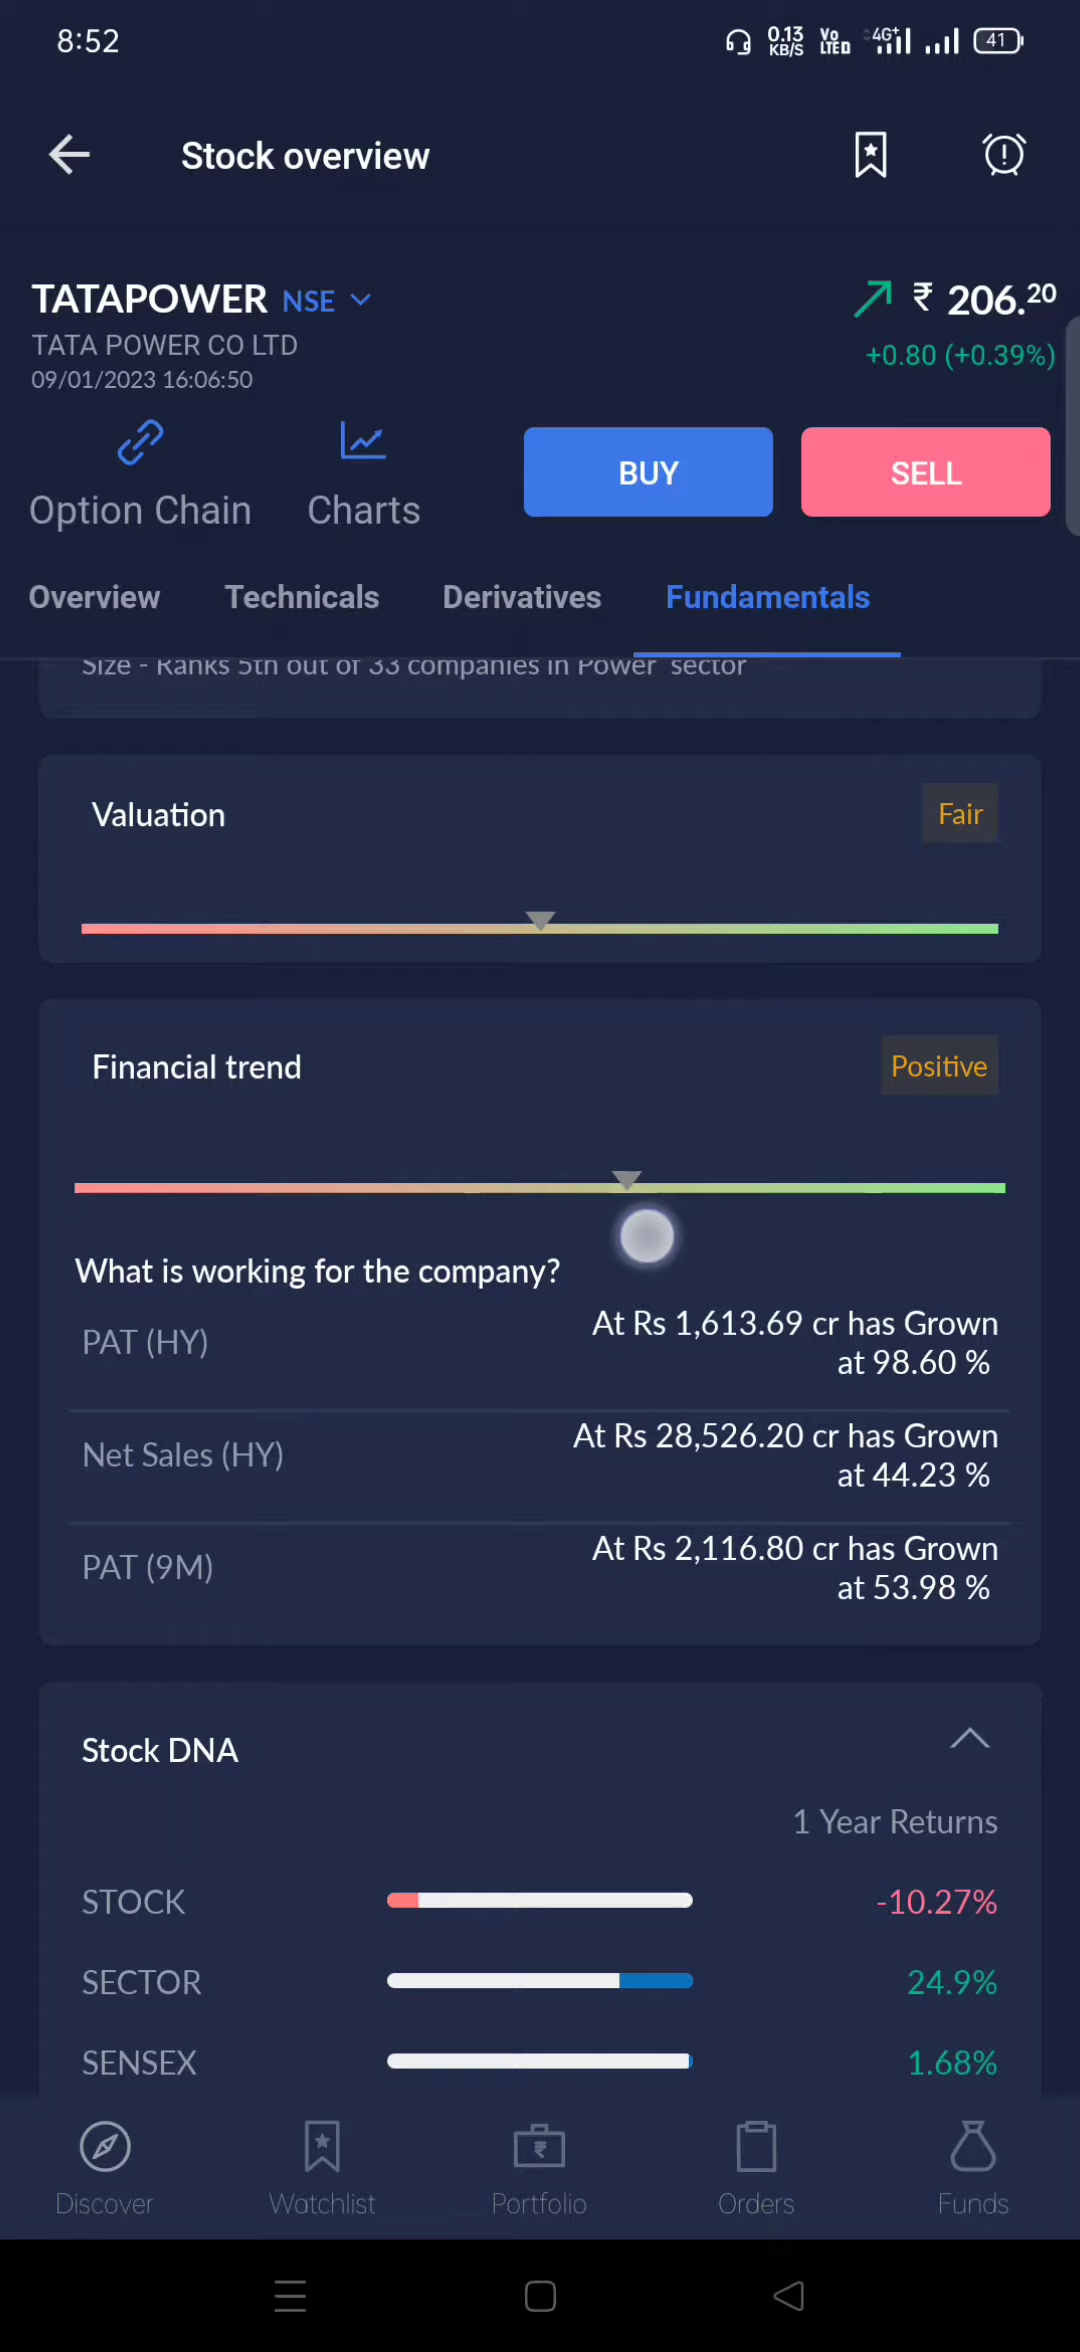 8:52
0.13 KB/S Vo LTED 4G+ 41
Stock overview
TATAPOWER NSE ₹ 206.20
TATA POWER CO LTD +0.80 (+0.39%)
09/01/2023 16:06:50
Option Chain Charts BUY SELL
Overview Technicals Derivatives Fundamentals
Size - Ranks 5th out of 33 companies in Power sector
Valuation Fair
Financial trend Positive
What is working for the company?
PAT (HY) At Rs 1,613.69 cr has Grown
at 98.60 %
Net Sales (HY) At Rs 28,526.20 cr has Grown
at 44.23 %
PAT (9M) At Rs 2,116.80 cr has Grown
at 53.98 %
Stock DNA
1 Year Returns
STOCK -10.27%
SECTOR 24.9%
SENSEX 1.68%
Discover Watchlist Portfolio Orders Funds